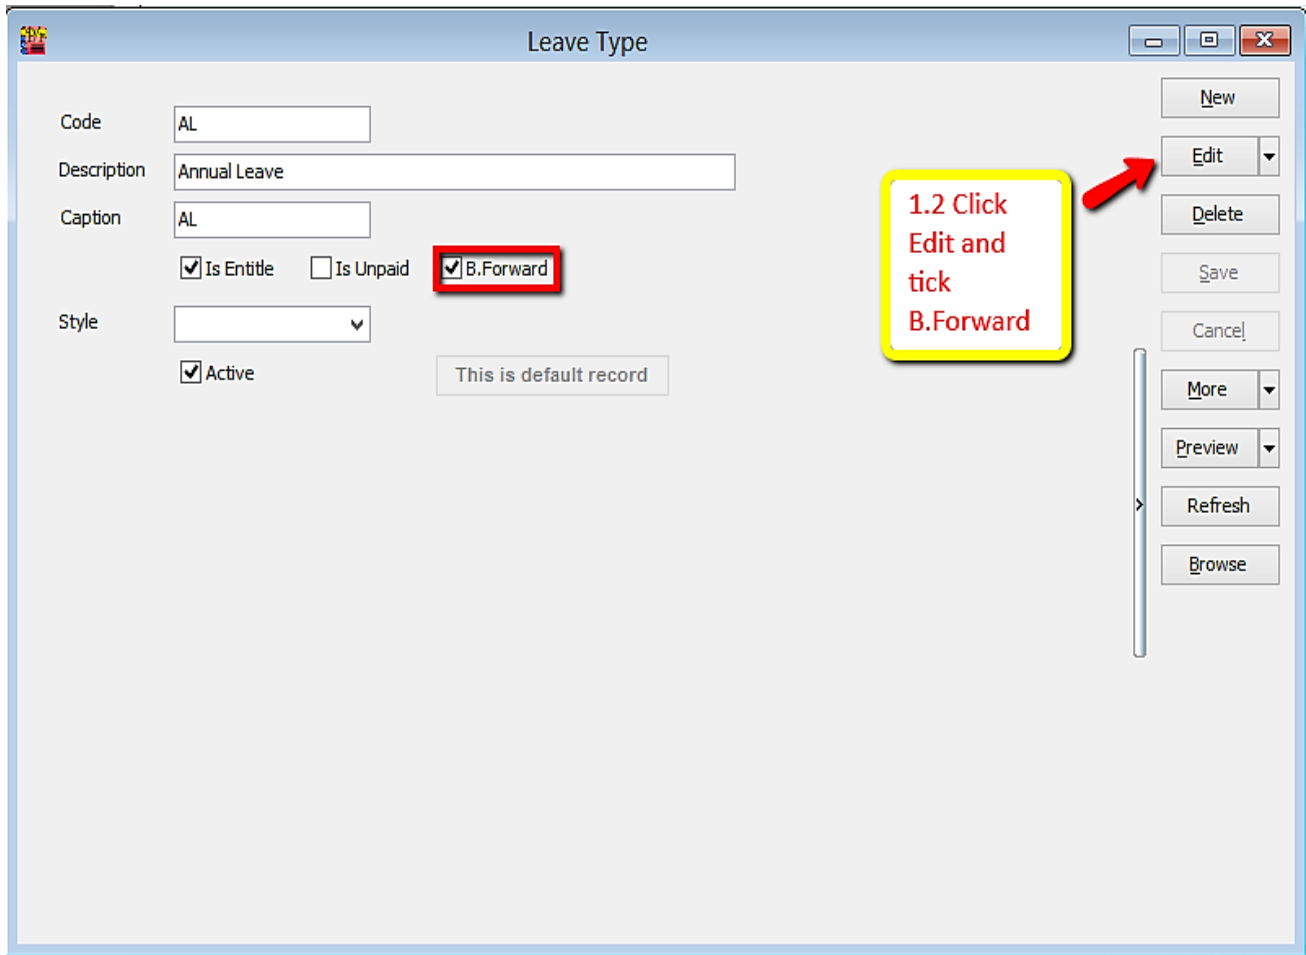 Leave Type
Code
AL
Description
Annual Leave
Caption
AL
Is Entitle
Is Unpaid
B.Forward
Style
Active
This is default record
1.2 Click
Edit and
tick
B.Forward
New
Edit
Delete
Save
Cancel
More
Preview
Refresh
Browse